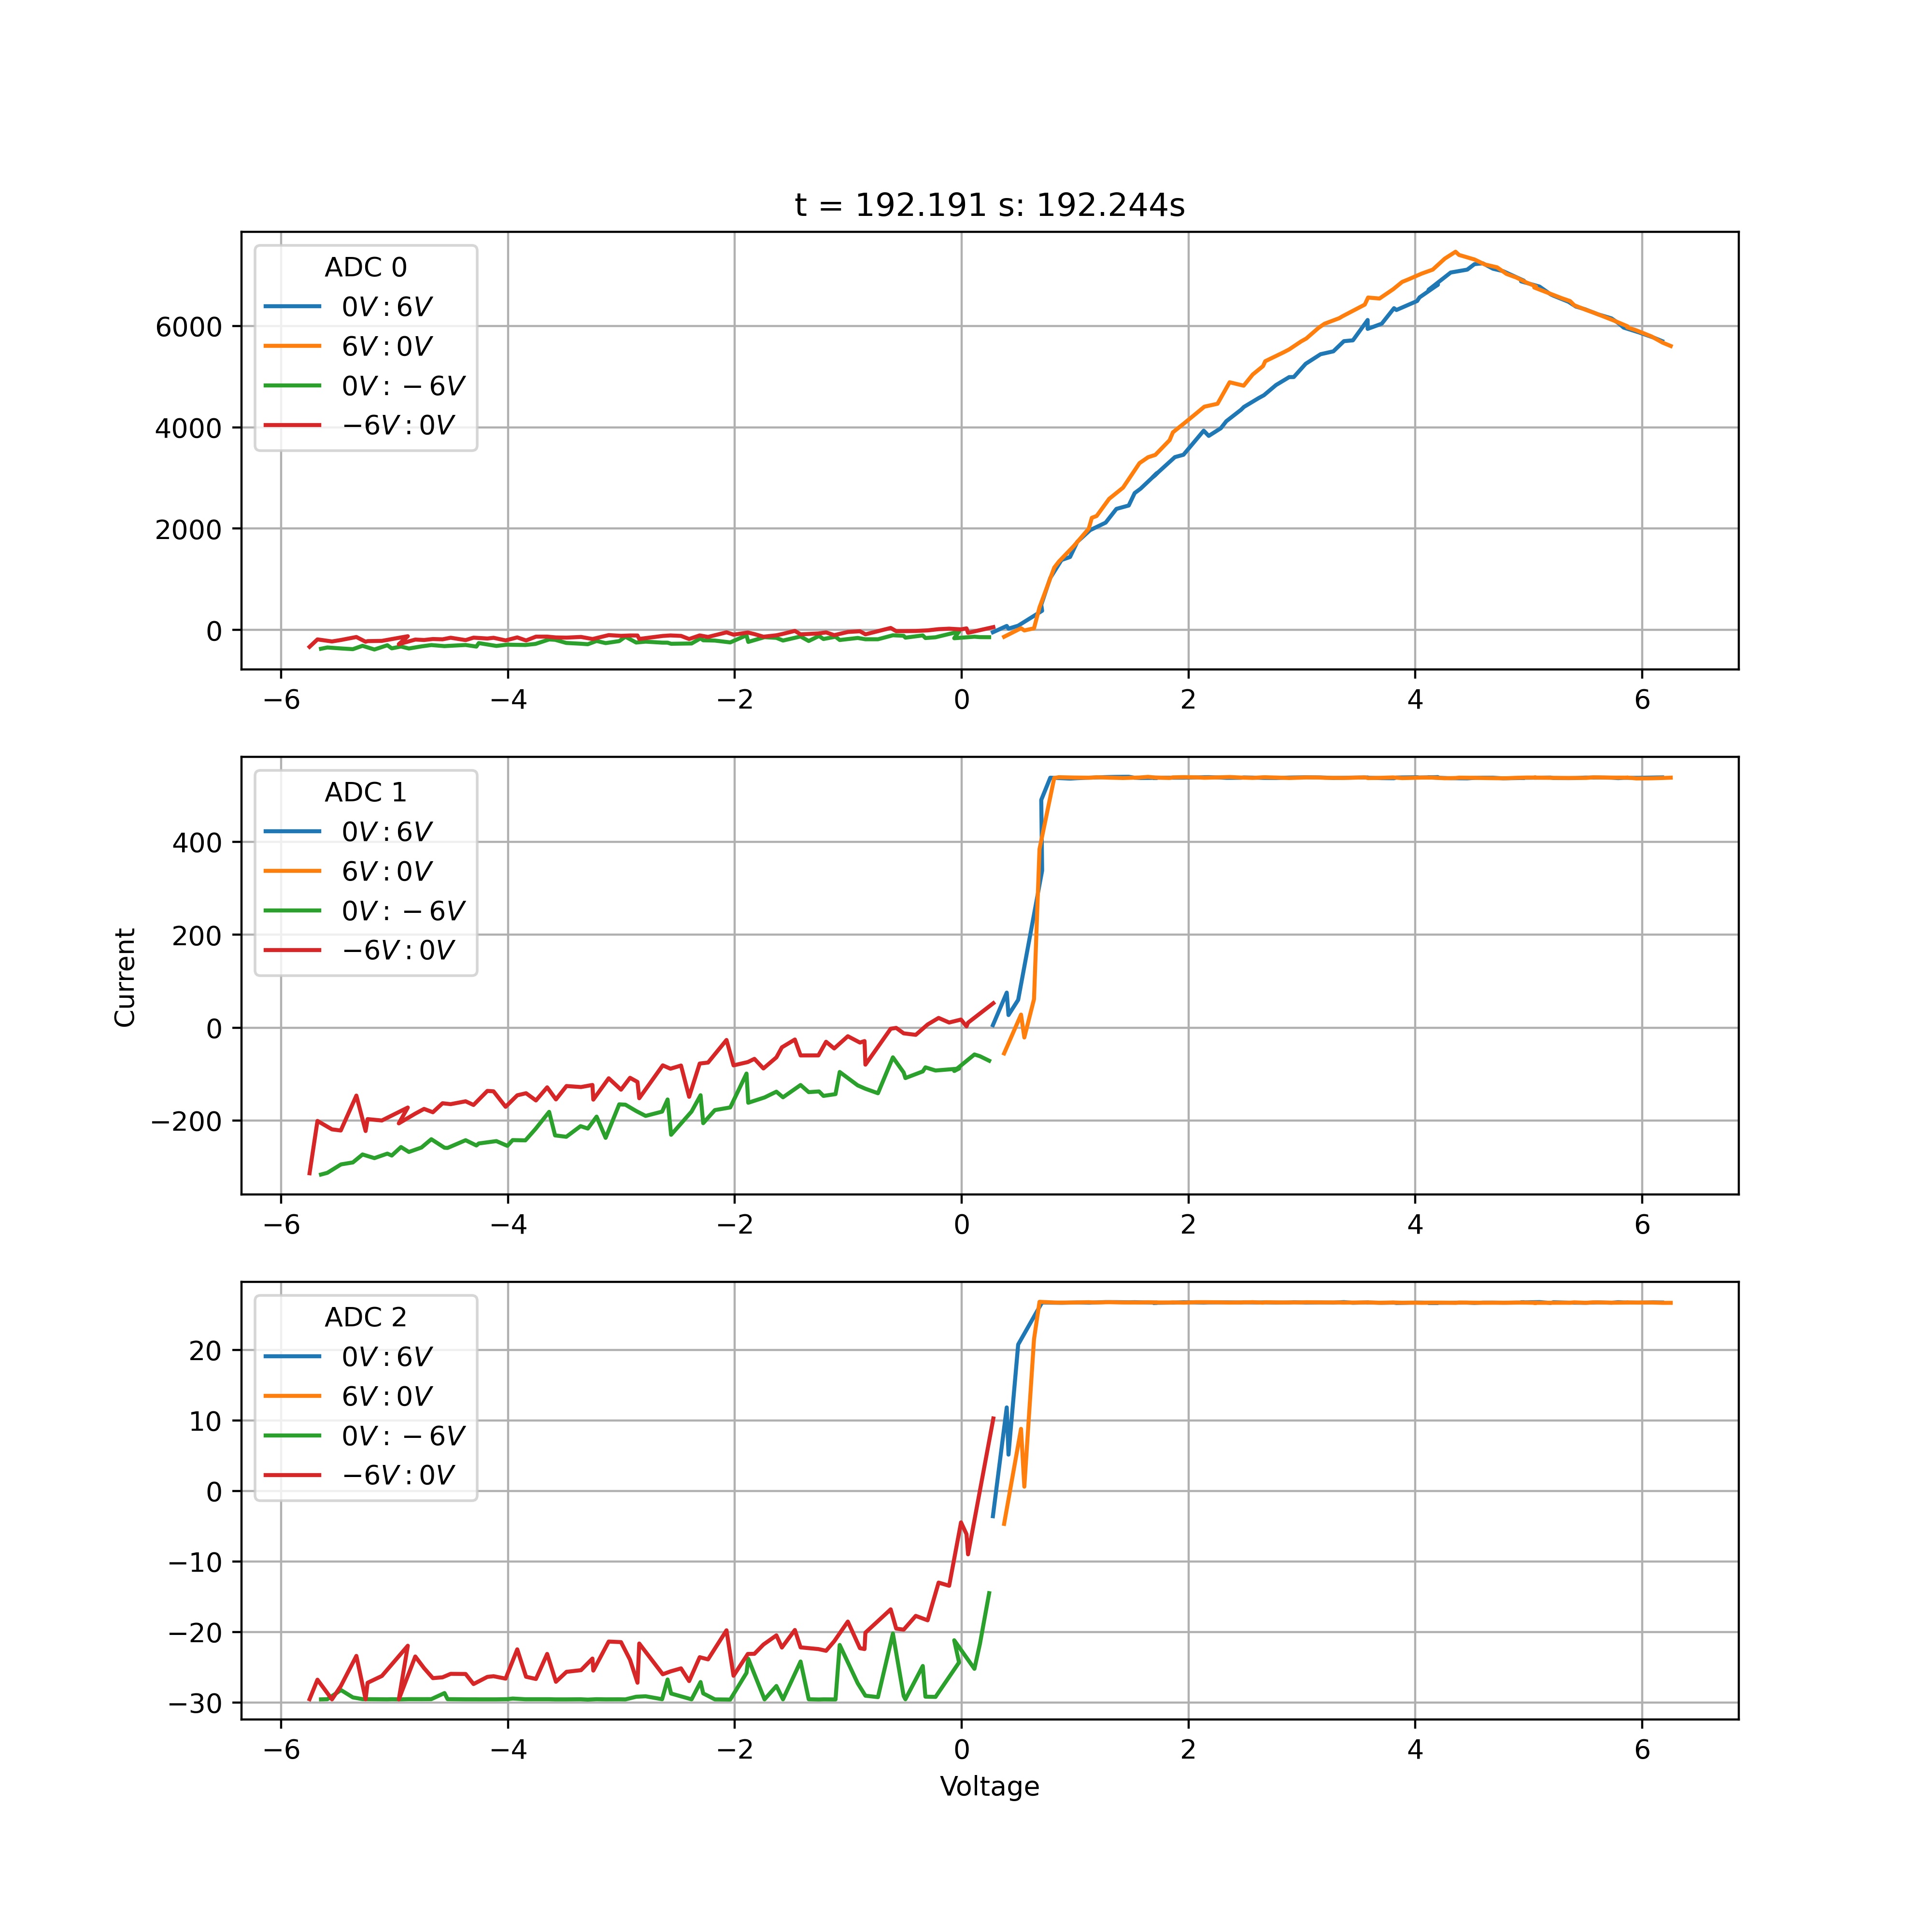 t = 192.191 s: 192.244s
ADC 0
0V:6V
6V:0V
0V:−6V
−6V:0V
6000
4000
2000
0
−6 −4 −2 0 2 4 6
ADC 1
0V:6V
6V:0V
0V:−6V
−6V:0V
400
200
0
−200
Current
−6 −4 −2 0 2 4 6
ADC 2
0V:6V
6V:0V
0V:−6V
−6V:0V
20
10
0
−10
−20
−30
−6 −4 −2 0 2 4 6
Voltage